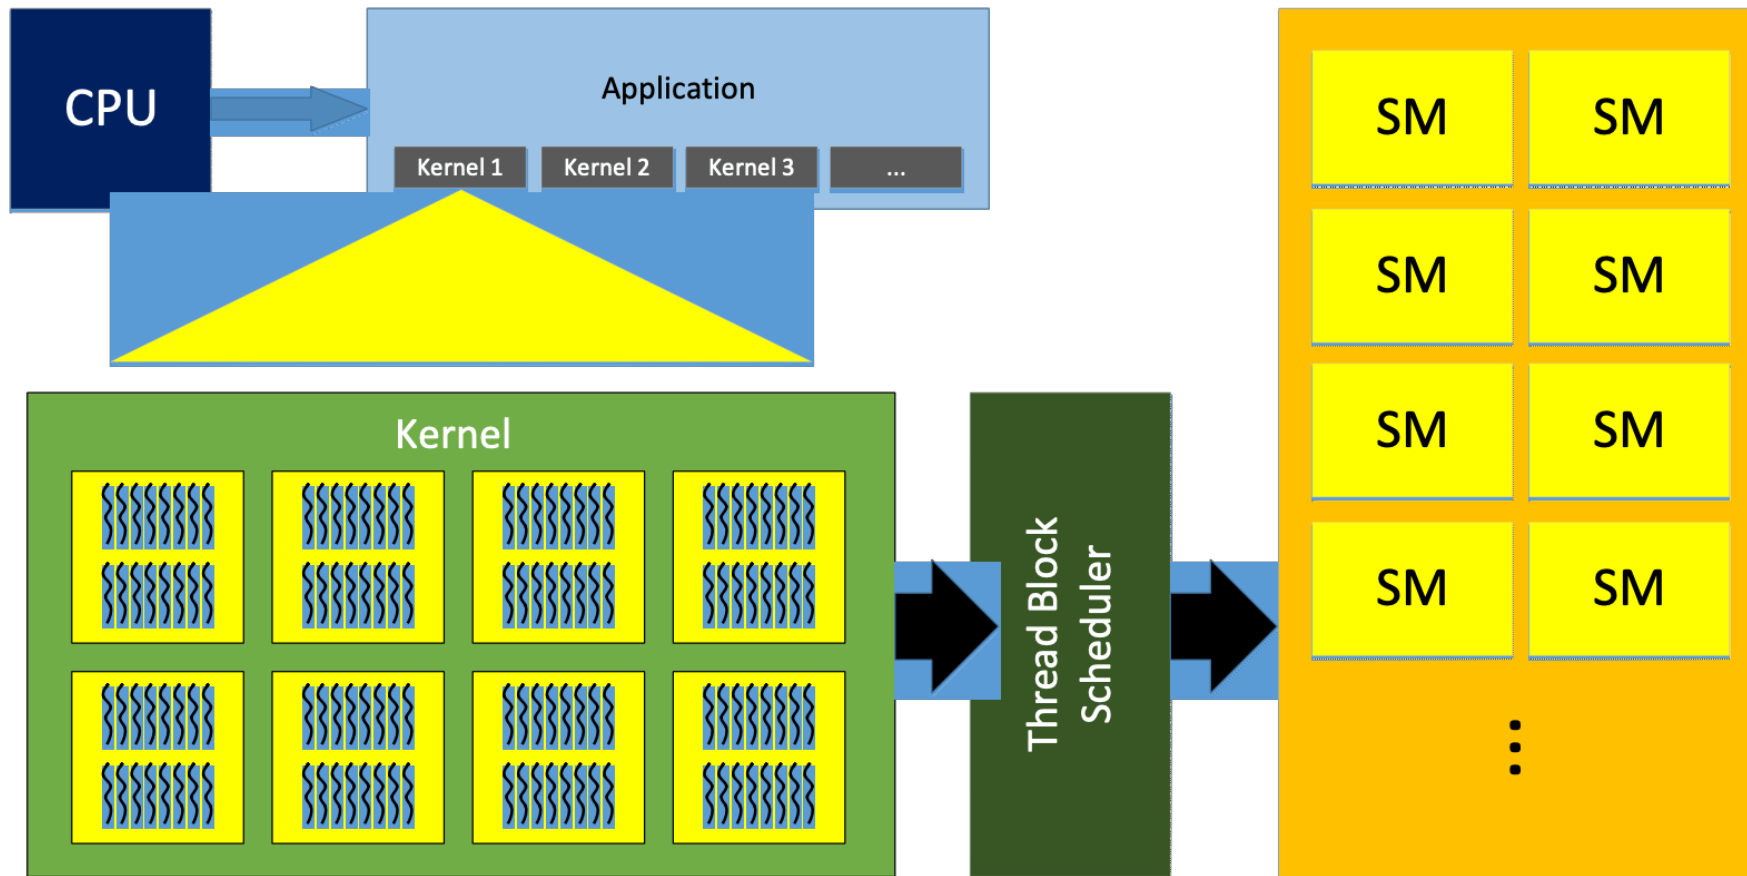 CPU
Application
Kernel 1
Kernel 2
Kernel 3
...
Kernel
Thread Block
Scheduler
SM
SM
SM
SM
SM
SM
SM
SM
...